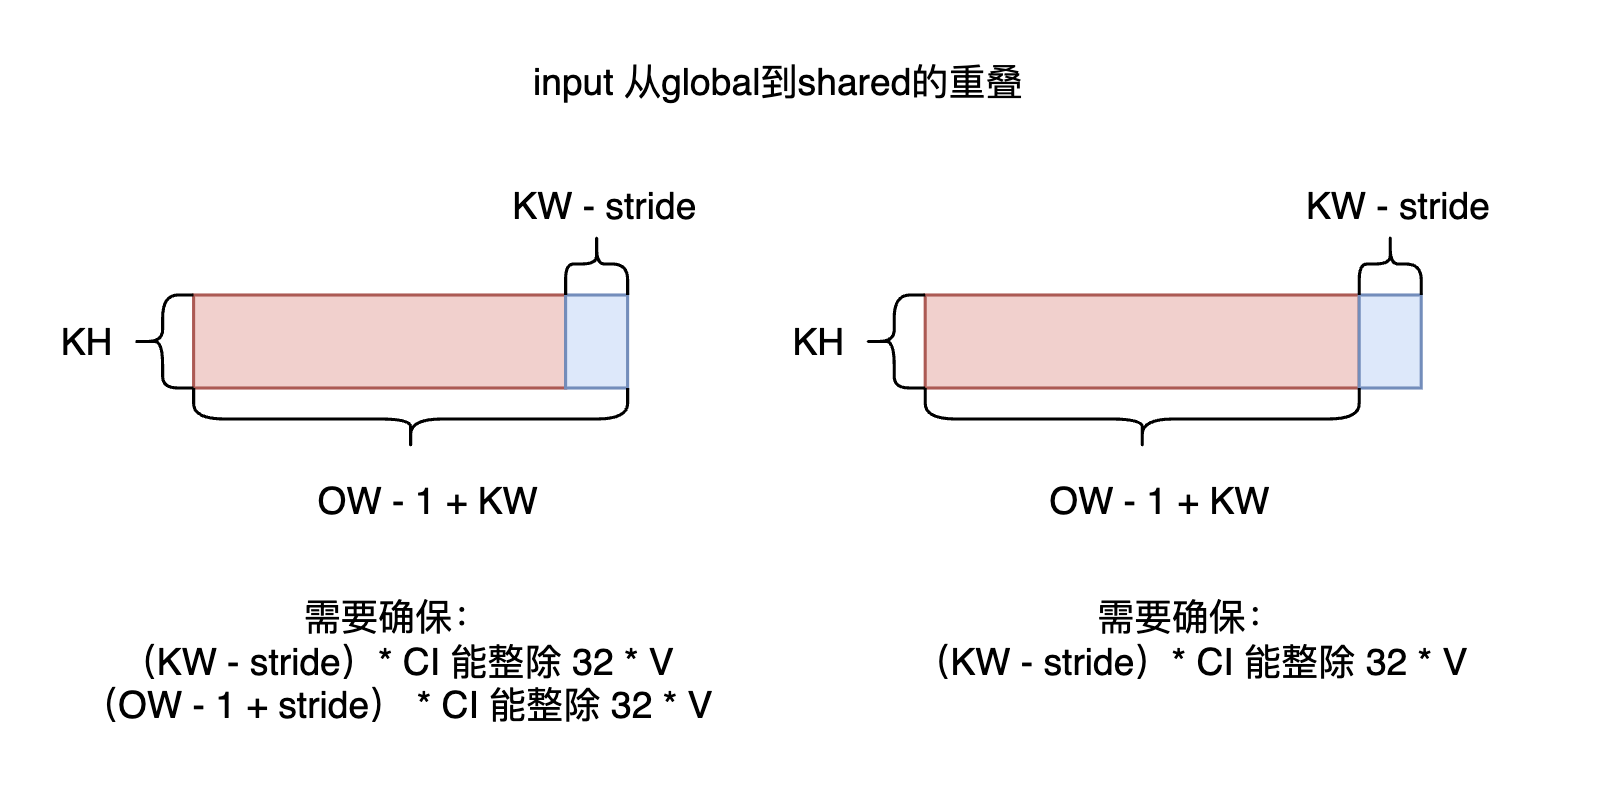 input 从global到shared的重叠
KW - stride
KW - stride
KH
KH
OW - 1 + KW
OW - 1 + KW
需要确保：
（KW - stride）* CI 能整除 32 * V
（OW - 1 + stride） * CI 能整除 32 * V
需要确保：
（KW - stride）* CI 能整除 32 * V